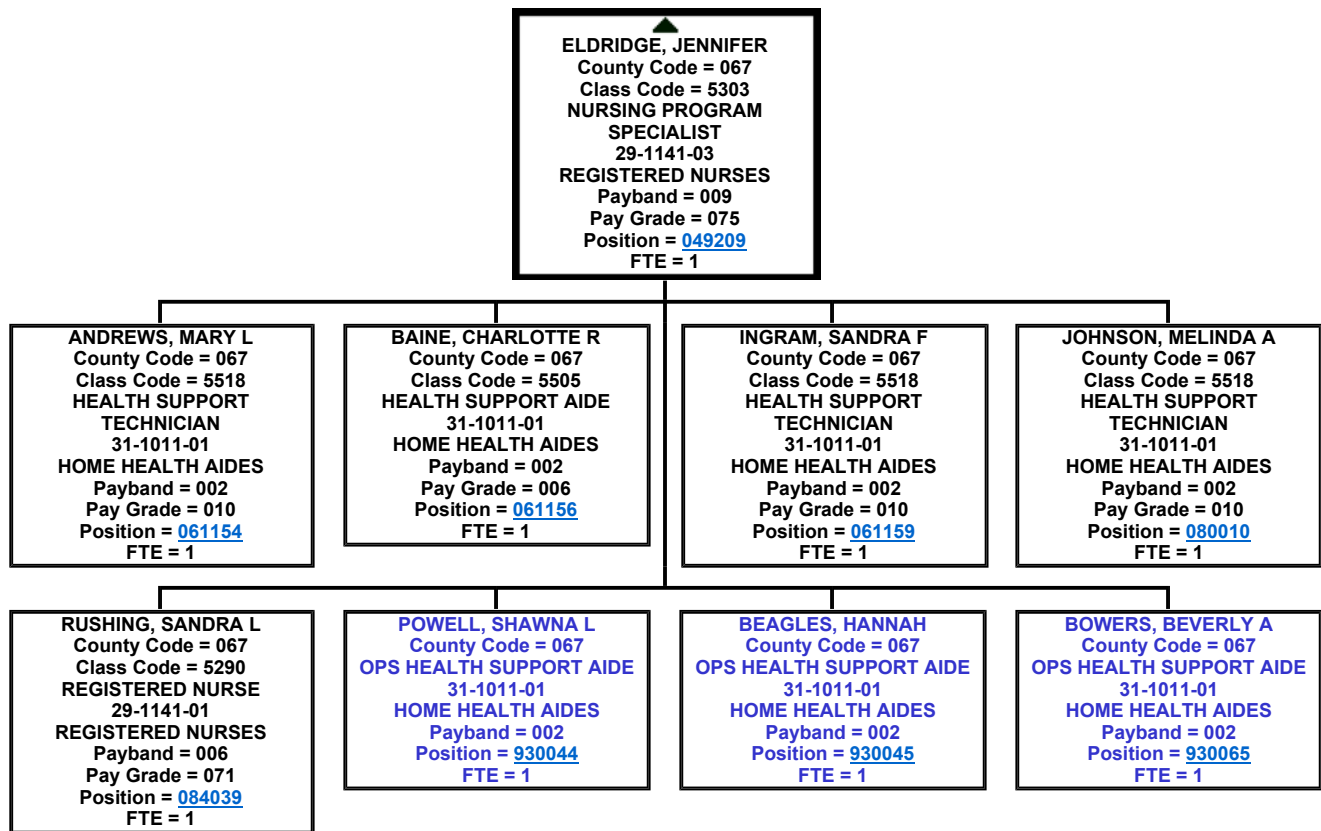 ELDRIDGE, JENNIFER
County Code = 067
Class Code = 5303
NURSING PROGRAM
SPECIALIST
29-1141-03
REGISTERED NURSES
Payband = 009
Pay Grade = 075
Position = 049209
FTE = 1
ANDREWS, MARY L
County Code = 067
Class Code = 5518
HEALTH SUPPORT
TECHNICIAN
31-1011-01
HOME HEALTH AIDES
Payband = 002
Pay Grade = 010
Position = 061154
FTE = 1
BAINE, CHARLOTTE R
County Code = 067
Class Code = 5505
HEALTH SUPPORT AIDE
31-1011-01
HOME HEALTH AIDES
Payband = 002
Pay Grade = 006
Position = 061156
FTE = 1
INGRAM, SANDRA F
County Code = 067
Class Code = 5518
HEALTH SUPPORT
TECHNICIAN
31-1011-01
HOME HEALTH AIDES
Payband = 002
Pay Grade = 010
Position = 061159
FTE = 1
JOHNSON, MELINDA A
County Code = 067
Class Code = 5518
HEALTH SUPPORT
TECHNICIAN
31-1011-01
HOME HEALTH AIDES
Payband = 002
Pay Grade = 010
Position = 080010
FTE = 1
RUSHING, SANDRA L
County Code = 067
Class Code = 5290
REGISTERED NURSE
29-1141-01
REGISTERED NURSES
Payband = 006
Pay Grade = 071
Position = 084039
FTE = 1
POWELL, SHAWNA L
County Code = 067
OPS HEALTH SUPPORT AIDE
31-1011-01
HOME HEALTH AIDES
Payband = 002
Position = 930044
FTE = 1
BEAGLES, HANNAH
County Code = 067
OPS HEALTH SUPPORT AIDE
31-1011-01
HOME HEALTH AIDES
Payband = 002
Position = 930045
FTE = 1
BOWERS, BEVERLY A
County Code = 067
OPS HEALTH SUPPORT AIDE
31-1011-01
HOME HEALTH AIDES
Payband = 002
Position = 930065
FTE = 1